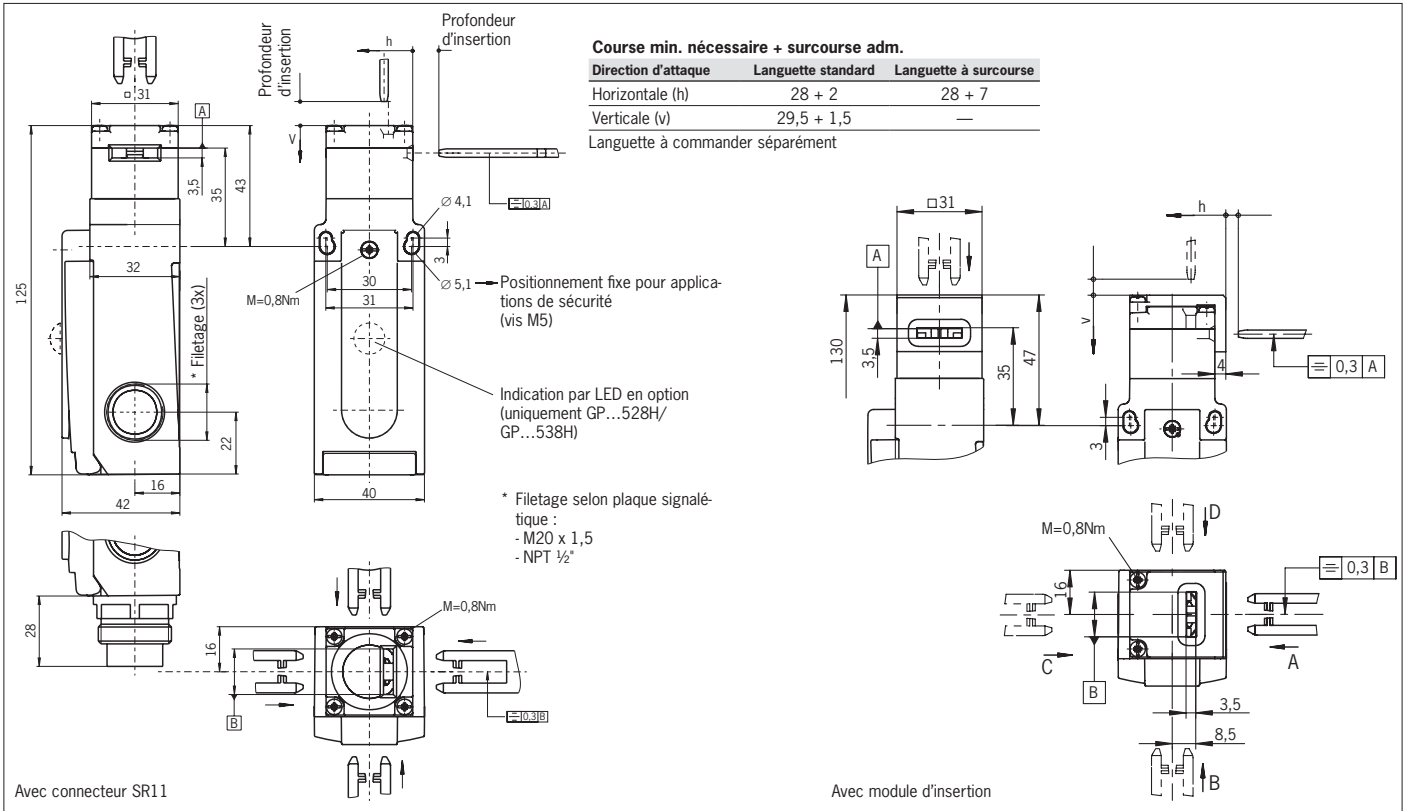 Profondeur
d'insertion
Profondeur
d'insertion
h
□ 31
A
v
125
3,5
35
43
32
* Filetage (3x)
22
16
42
28
∅ 4,1
3
30
31
M=0,8Nm
∅ 5,1
Positionnement fixe pour applica-
tions de sécurité
(vis M5)
0,3 A
Indication par LED en option
(uniquement GP...528H/
GP...538H)
40
* Filetage selon plaque signalé-
tique :
- M20 x 1,5
- NPT ½"
M=0,8Nm
16
B
0,3 B
Avec connecteur SR11
Course min. nécessaire + surcourse adm.
Direction d'attaque Languette standard Languette à surcourse
Horizontale (h) 28 + 2 28 + 7
Verticale (v) 29,5 + 1,5 —
Languette à commander séparément
□31
A
130
3,5
35
47
h
v
4
3
0,3 A
M=0,8Nm
D
16
0,3 B
C
A
B
3,5
8,5
B
Avec module d'insertion